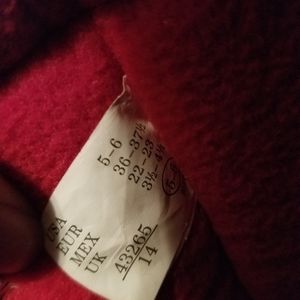 USA 5-6
EUR 36-37½
MEX 22-23
UK 3½-4½
43265
14